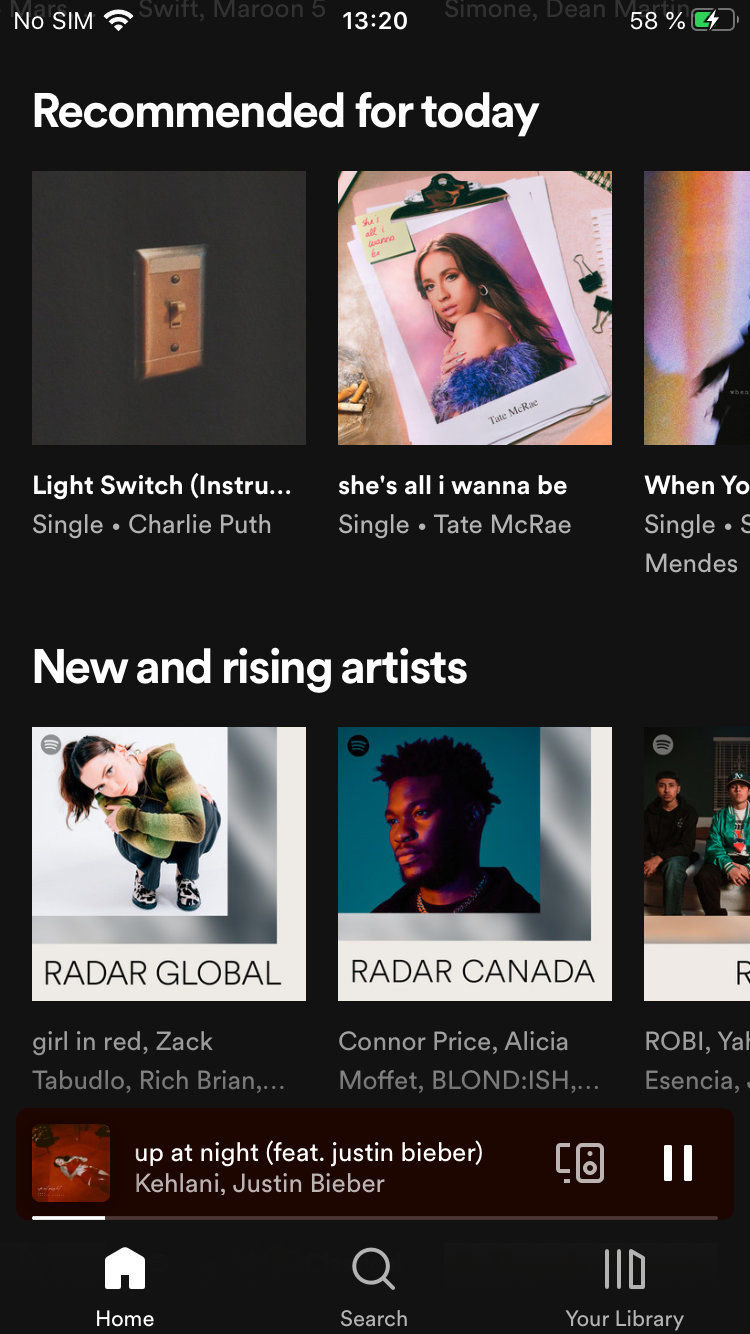 Mars
Swift, Maroon 5
Simone, Dean Martin
No SIM
13:20
58 %
Recommended for today
she's
all i
wanna
be
Tate McRae
when
Light Switch (Instru...
Single • Charlie Puth
she's all i wanna be
Single • Tate McRae
When Yo
Single • S
Mendes
New and rising artists
RADAR GLOBAL
RADAR CANADA
R
girl in red, Zack
Tabudlo, Rich Brian,...
Connor Price, Alicia
Moffet, BLOND:ISH,...
ROBI, Yah
Esencia,
up at night (feat. justin bieber)
Kehlani, Justin Bieber
Home
Search
Your Library